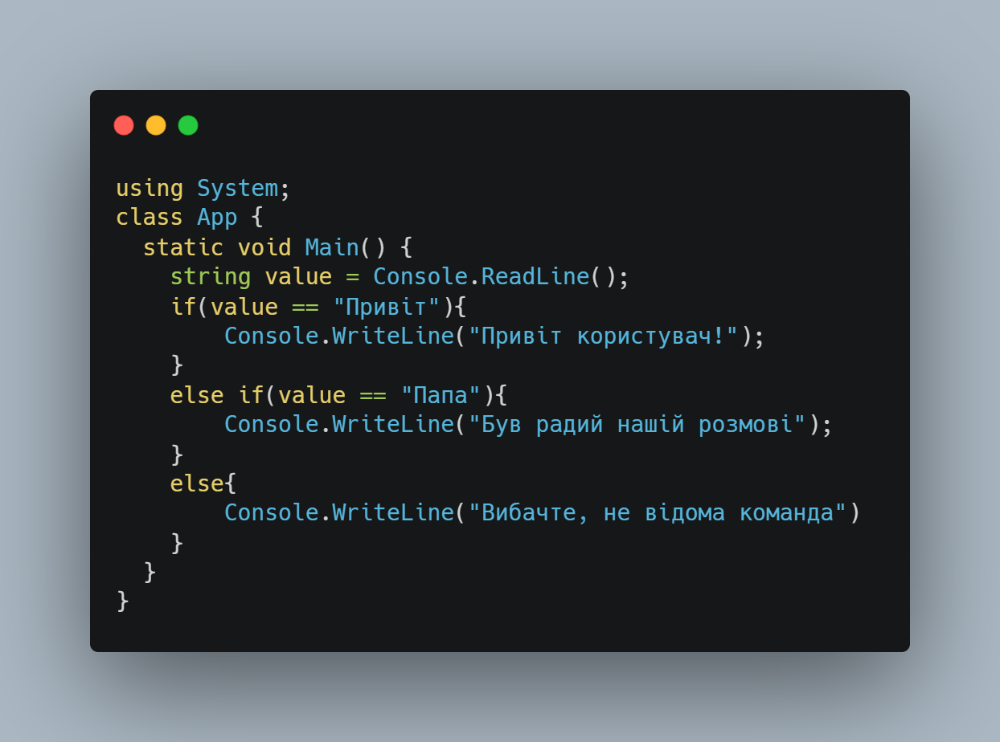 using System;
class App {
  static void Main() {
    string value = Console.ReadLine();
    if(value == "Привіт"){
        Console.WriteLine("Привіт користувач!");
    }
    else if(value == "Папа"){
        Console.WriteLine("Був радий нашій розмові");
    }
    else{
        Console.WriteLine("Вибачте, не відома команда")
    }
  }
}